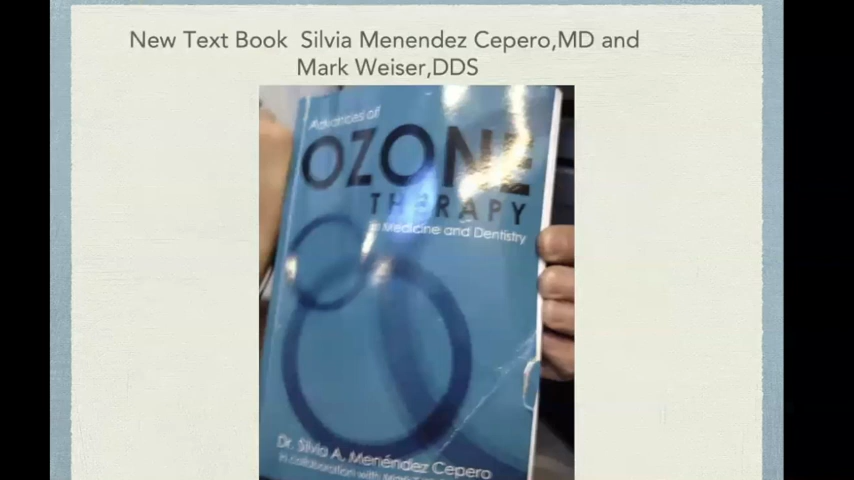 New Text Book Silvia Menendez Cepero,MD and
Mark Weiser,DDS
Advances of
OZONE
THERAPY
in Medicine and Dentistry
Dr. Silvia A. Menéndez Cepero
In collaboration with